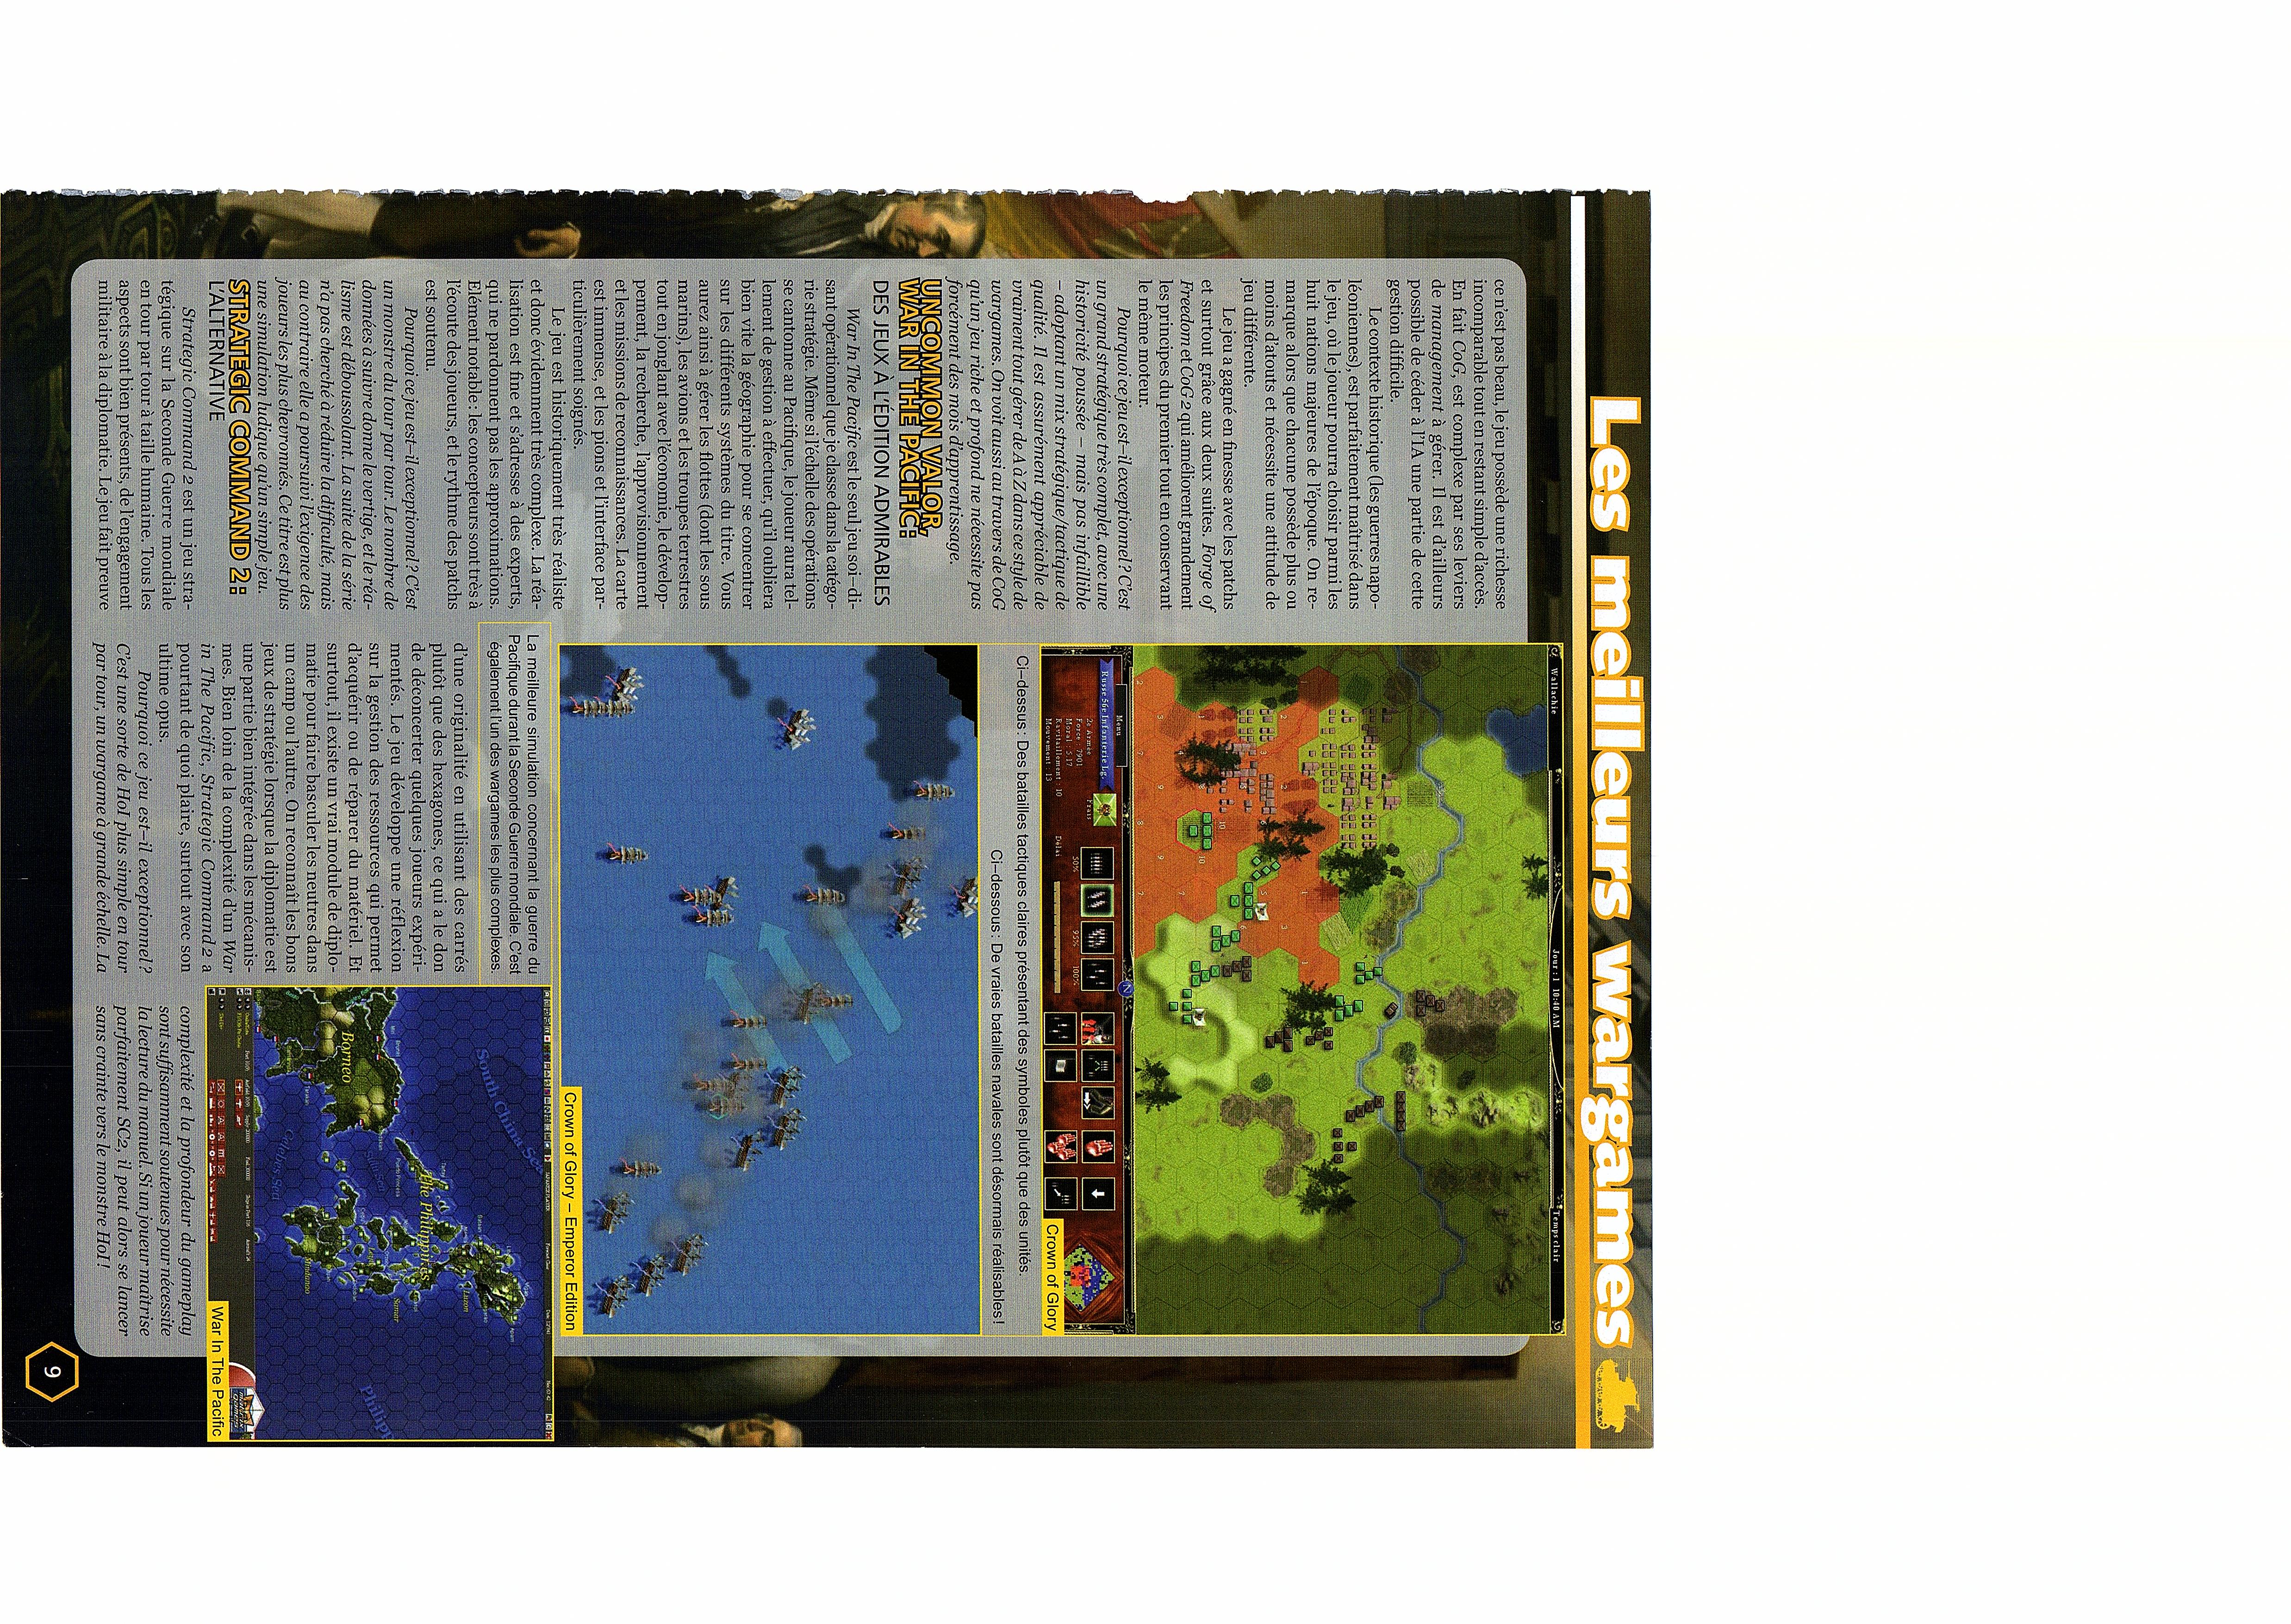 Les meilleurs wargames
ce n'est pas beau, le jeu possède une richesse
incomparable tout en restant simple d'accès.
En fait CoG, est complexe par ses leviers
de management à gérer. Il est d'ailleurs
possible de céder à l'IA une partie de cette
gestion difficile.
Le contexte historique (les guerres napo-
léoniennes), est parfaitement maîtrisé dans
le jeu, où le joueur pourra choisir parmi les
huit nations majeures de l'époque. On re-
marque alors que chacune possède plus ou
moins d'atouts et nécessite une attitude de
jeu différente.
Le jeu a gagné en finesse avec les patchs
et surtout grâce aux deux suites. Forge of
Freedom et CoG 2 qui améliorent grandement
les principes du premier tout en conservant
le même moteur.
Pourquoi ce jeu est-il exceptionnel ? C'est
un grand stratégique très complet, avec une
historicité poussée – mais pas infaillible
– adoptant un mix stratégique/tactique de
qualité. Il est assurément appréciable de
vraiment tout gérer de A à Z dans ce style de
wargames. On voit aussi au travers de CoG
qu'un jeu riche et profond ne nécessite pas
forcément des mois d'apprentissage.
UNCOMMON VALOR,
WAR IN THE PACIFIC:
DES JEUX À L'ÉDITION ADMIRABLES
War In The Pacific est le seul jeu soi-di-
sant opérationnel que je classe dans la catégo-
rie stratégie. Même si l'échelle des opérations
se cantonne au Pacifique, le joueur aura tel-
lement de gestion à effectuer, qu'il oubliera
bien vite la géographie pour se concentrer
sur les différents systèmes du titre. Vous
aurez ainsi à gérer les flottes (dont les sous
marins), les avions et les troupes terrestres
tout en jonglant avec l'économie, le dévelop-
pement, la recherche, l'approvisionnement
et les missions de reconnaissances. La carte
est immense, et les pions et l'interface par-
ticulièrement soignés.
Le jeu est historiquement très réaliste
et donc évidemment très complexe. La réa-
lisation est fine et s'adresse à des experts,
qui ne pardonnent pas les approximations.
Elément notable : les concepteurs sont très à
l'écoute des joueurs, et le rythme des patchs
est soutenu.
Pourquoi ce jeu est-il exceptionnel ? C'est
un monstre du tour par tour. Le nombre de
données à suivre donne le vertige, et le réa-
lisme est déboussolant. La suite de la série
n'a pas cherché à réduire la difficulté, mais
au contraire elle a poursuivi l'exigence des
joueurs les plus chevronnés. Ce titre est plus
une simulation ludique qu'un simple jeu.
STRATEGIC COMMAND 2 :
L'ALTERNATIVE
Strategic Command 2 est un jeu stra-
tégique sur la Seconde Guerre mondiale
en tour par tour à taille humaine. Tous les
aspects sont bien présents, de l'engagement
militaire à la diplomatie. Le jeu fait preuve
Wallachie
Jour : 1 10:40 AM
Temps clair
Menu
Russe 56e Infanterie Lg.
2e Armée
Force : 7901
Moral : 5.17
Ravitaillement : 10
Mouvement : 13
Frais
Délai
50%
95%
100%
N
Crown of Glory
Ci-dessus : Des batailles tactiques claires présentant des symboles plutôt que des unités.
Ci-dessous : De vraies batailles navales sont désormais réalisables !
Crown of Glory – Emperor Edition
La meilleure simulation concernant la guerre du
Pacifique durant la Seconde Guerre mondiale. C'est
également l'un des wargames les plus complexes.
South China Sea
Borneo
The Philippines
Sulu Sea
Celebes Sea
Luzon
Samar
Mindanao
War In The Pacific
d'une originalité en utilisant des carrés
plutôt que des hexagones, ce qui a le don
de déconcerter quelques joueurs expéri-
mentés. Le jeu développe une réflexion
sur la gestion des ressources qui permet
d'acquérir ou de réparer du matériel. Et
surtout, il existe un vrai module de diplo-
matie pour faire basculer les neutres dans
un camp ou l'autre. On reconnaît les bons
jeux de stratégie lorsque la diplomatie est
une partie bien intégrée dans les mécanis-
mes. Bien loin de la complexité d'un War
in The Pacific, Strategic Command 2 a
pourtant de quoi plaire, surtout avec son
ultime opus.
Pourquoi ce jeu est-il exceptionnel?
C'est une sorte de HoI plus simple en tour
par tour, un wargame à grande échelle. La
complexité et la profondeur du gameplay
sont suffisamment soutenues pour nécessité
la lecture du manuel. Si un joueur maîtrise
parfaitement SC2, il peut alors se lancer
sans crainte vers le monstre HoI !
9